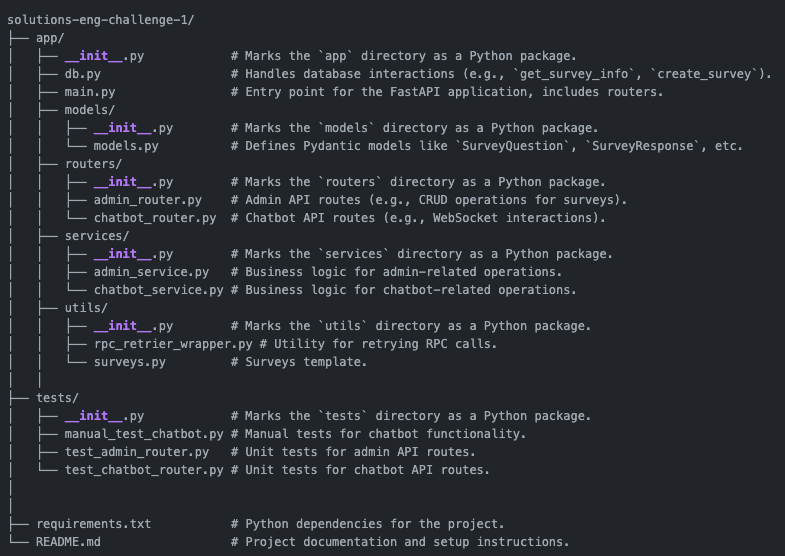 solutions-eng-challenge-1/
├── app/
│   ├── __init__.py            # Marks the `app` directory as a Python package.
│   ├── db.py                  # Handles database interactions (e.g., `get_survey_info`, `create_survey`).
│   ├── main.py                # Entry point for the FastAPI application, includes routers.
│   ├── models/
│   │   ├── __init__.py        # Marks the `models` directory as a Python package.
│   │   └── models.py          # Defines Pydantic models like `SurveyQuestion`, `SurveyResponse`, etc.
│   ├── routers/
│   │   ├── __init__.py        # Marks the `routers` directory as a Python package.
│   │   ├── admin_router.py    # Admin API routes (e.g., CRUD operations for surveys).
│   │   └── chatbot_router.py  # Chatbot API routes (e.g., WebSocket interactions).
│   ├── services/
│   │   ├── __init__.py        # Marks the `services` directory as a Python package.
│   │   ├── admin_service.py   # Business logic for admin-related operations.
│   │   └── chatbot_service.py # Business logic for chatbot-related operations.
│   ├── utils/
│   │   ├── __init__.py        # Marks the `utils` directory as a Python package.
│   │   ├── rpc_retrier_wrapper.py # Utility for retrying RPC calls.
│   │   └── surveys.py         # Surveys template.
│   │
├── tests/
│   ├── __init__.py            # Marks the `tests` directory as a Python package.
│   ├── manual_test_chatbot.py # Manual tests for chatbot functionality.
│   ├── test_admin_router.py   # Unit tests for admin API routes.
│   └── test_chatbot_router.py # Unit tests for chatbot API routes.
│
│
├── requirements.txt           # Python dependencies for the project.
└── README.md                  # Project documentation and setup instructions.